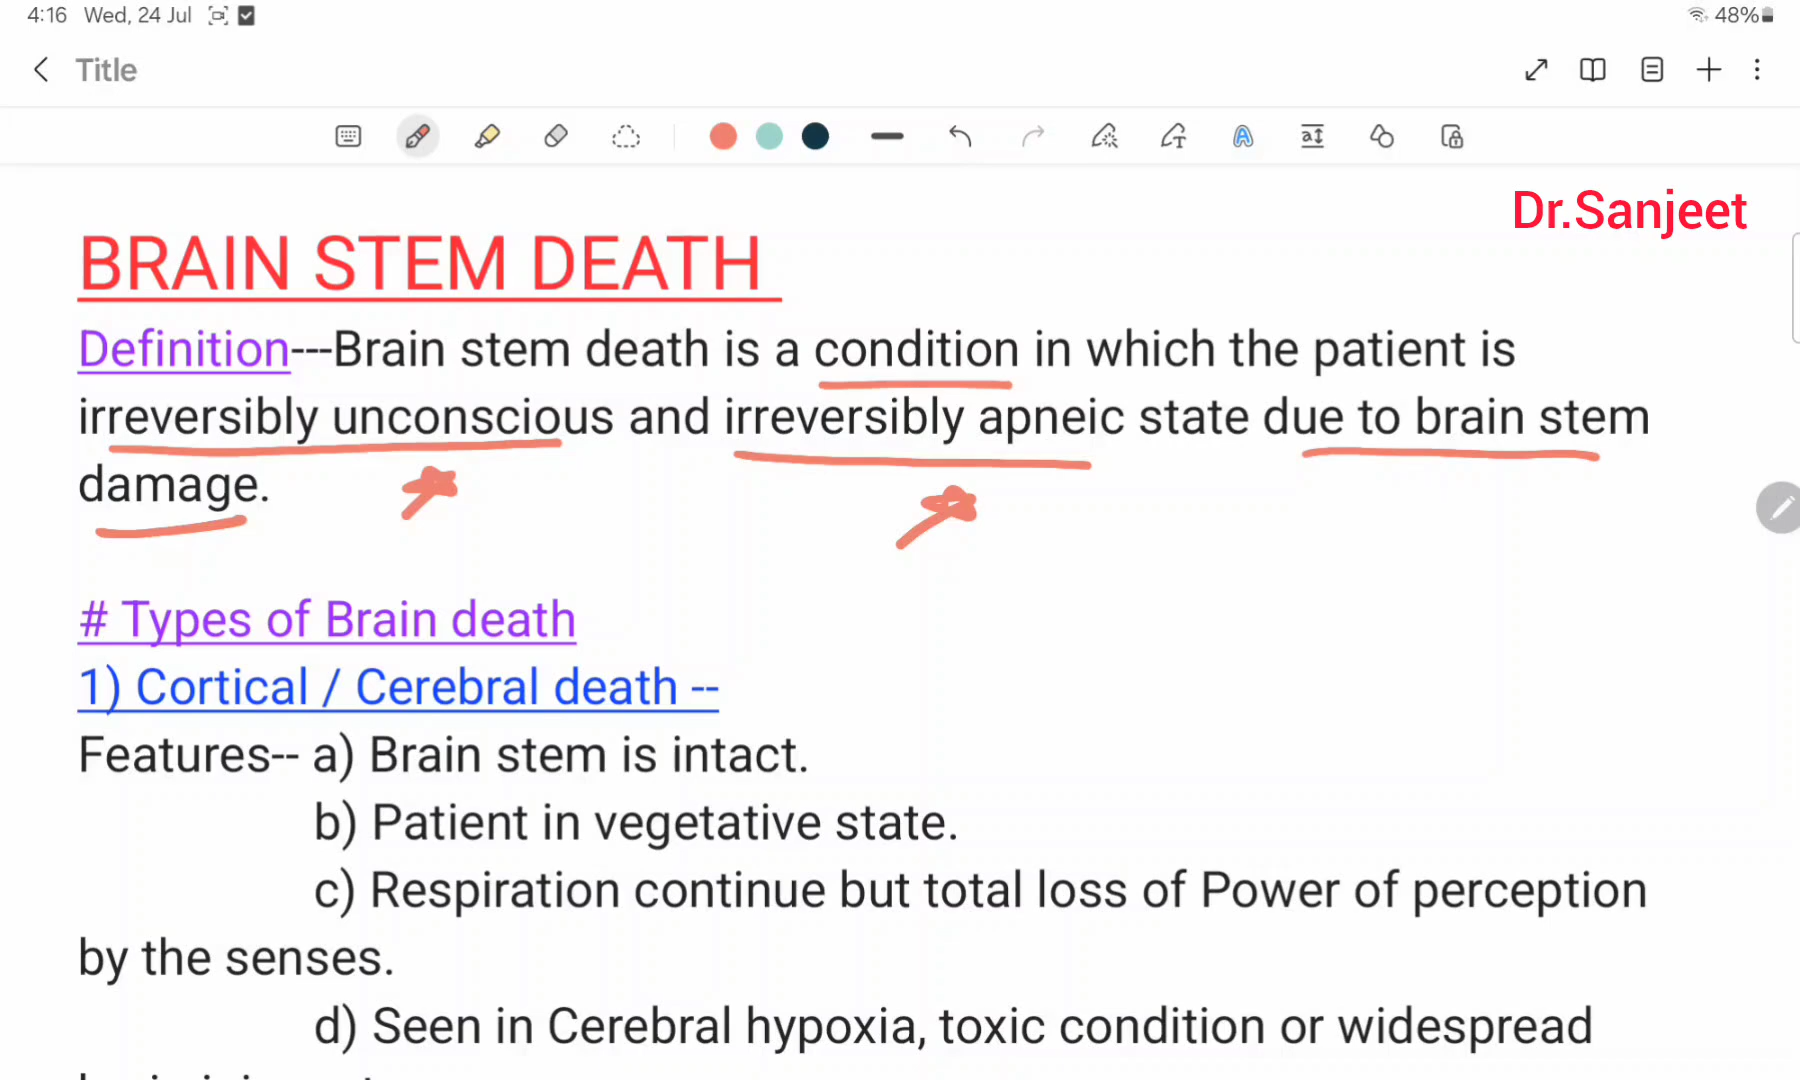 4:16 Wed, 24 Jul 48%
Title
Dr.Sanjeet
BRAIN STEM DEATH
Definition---Brain stem death is a condition in which the patient is
irreversibly unconscious and irreversibly apneic state due to brain stem
damage.
# Types of Brain death
1) Cortical / Cerebral death --
Features-- a) Brain stem is intact.
b) Patient in vegetative state.
c) Respiration continue but total loss of Power of perception
by the senses.
d) Seen in Cerebral hypoxia, toxic condition or widespread